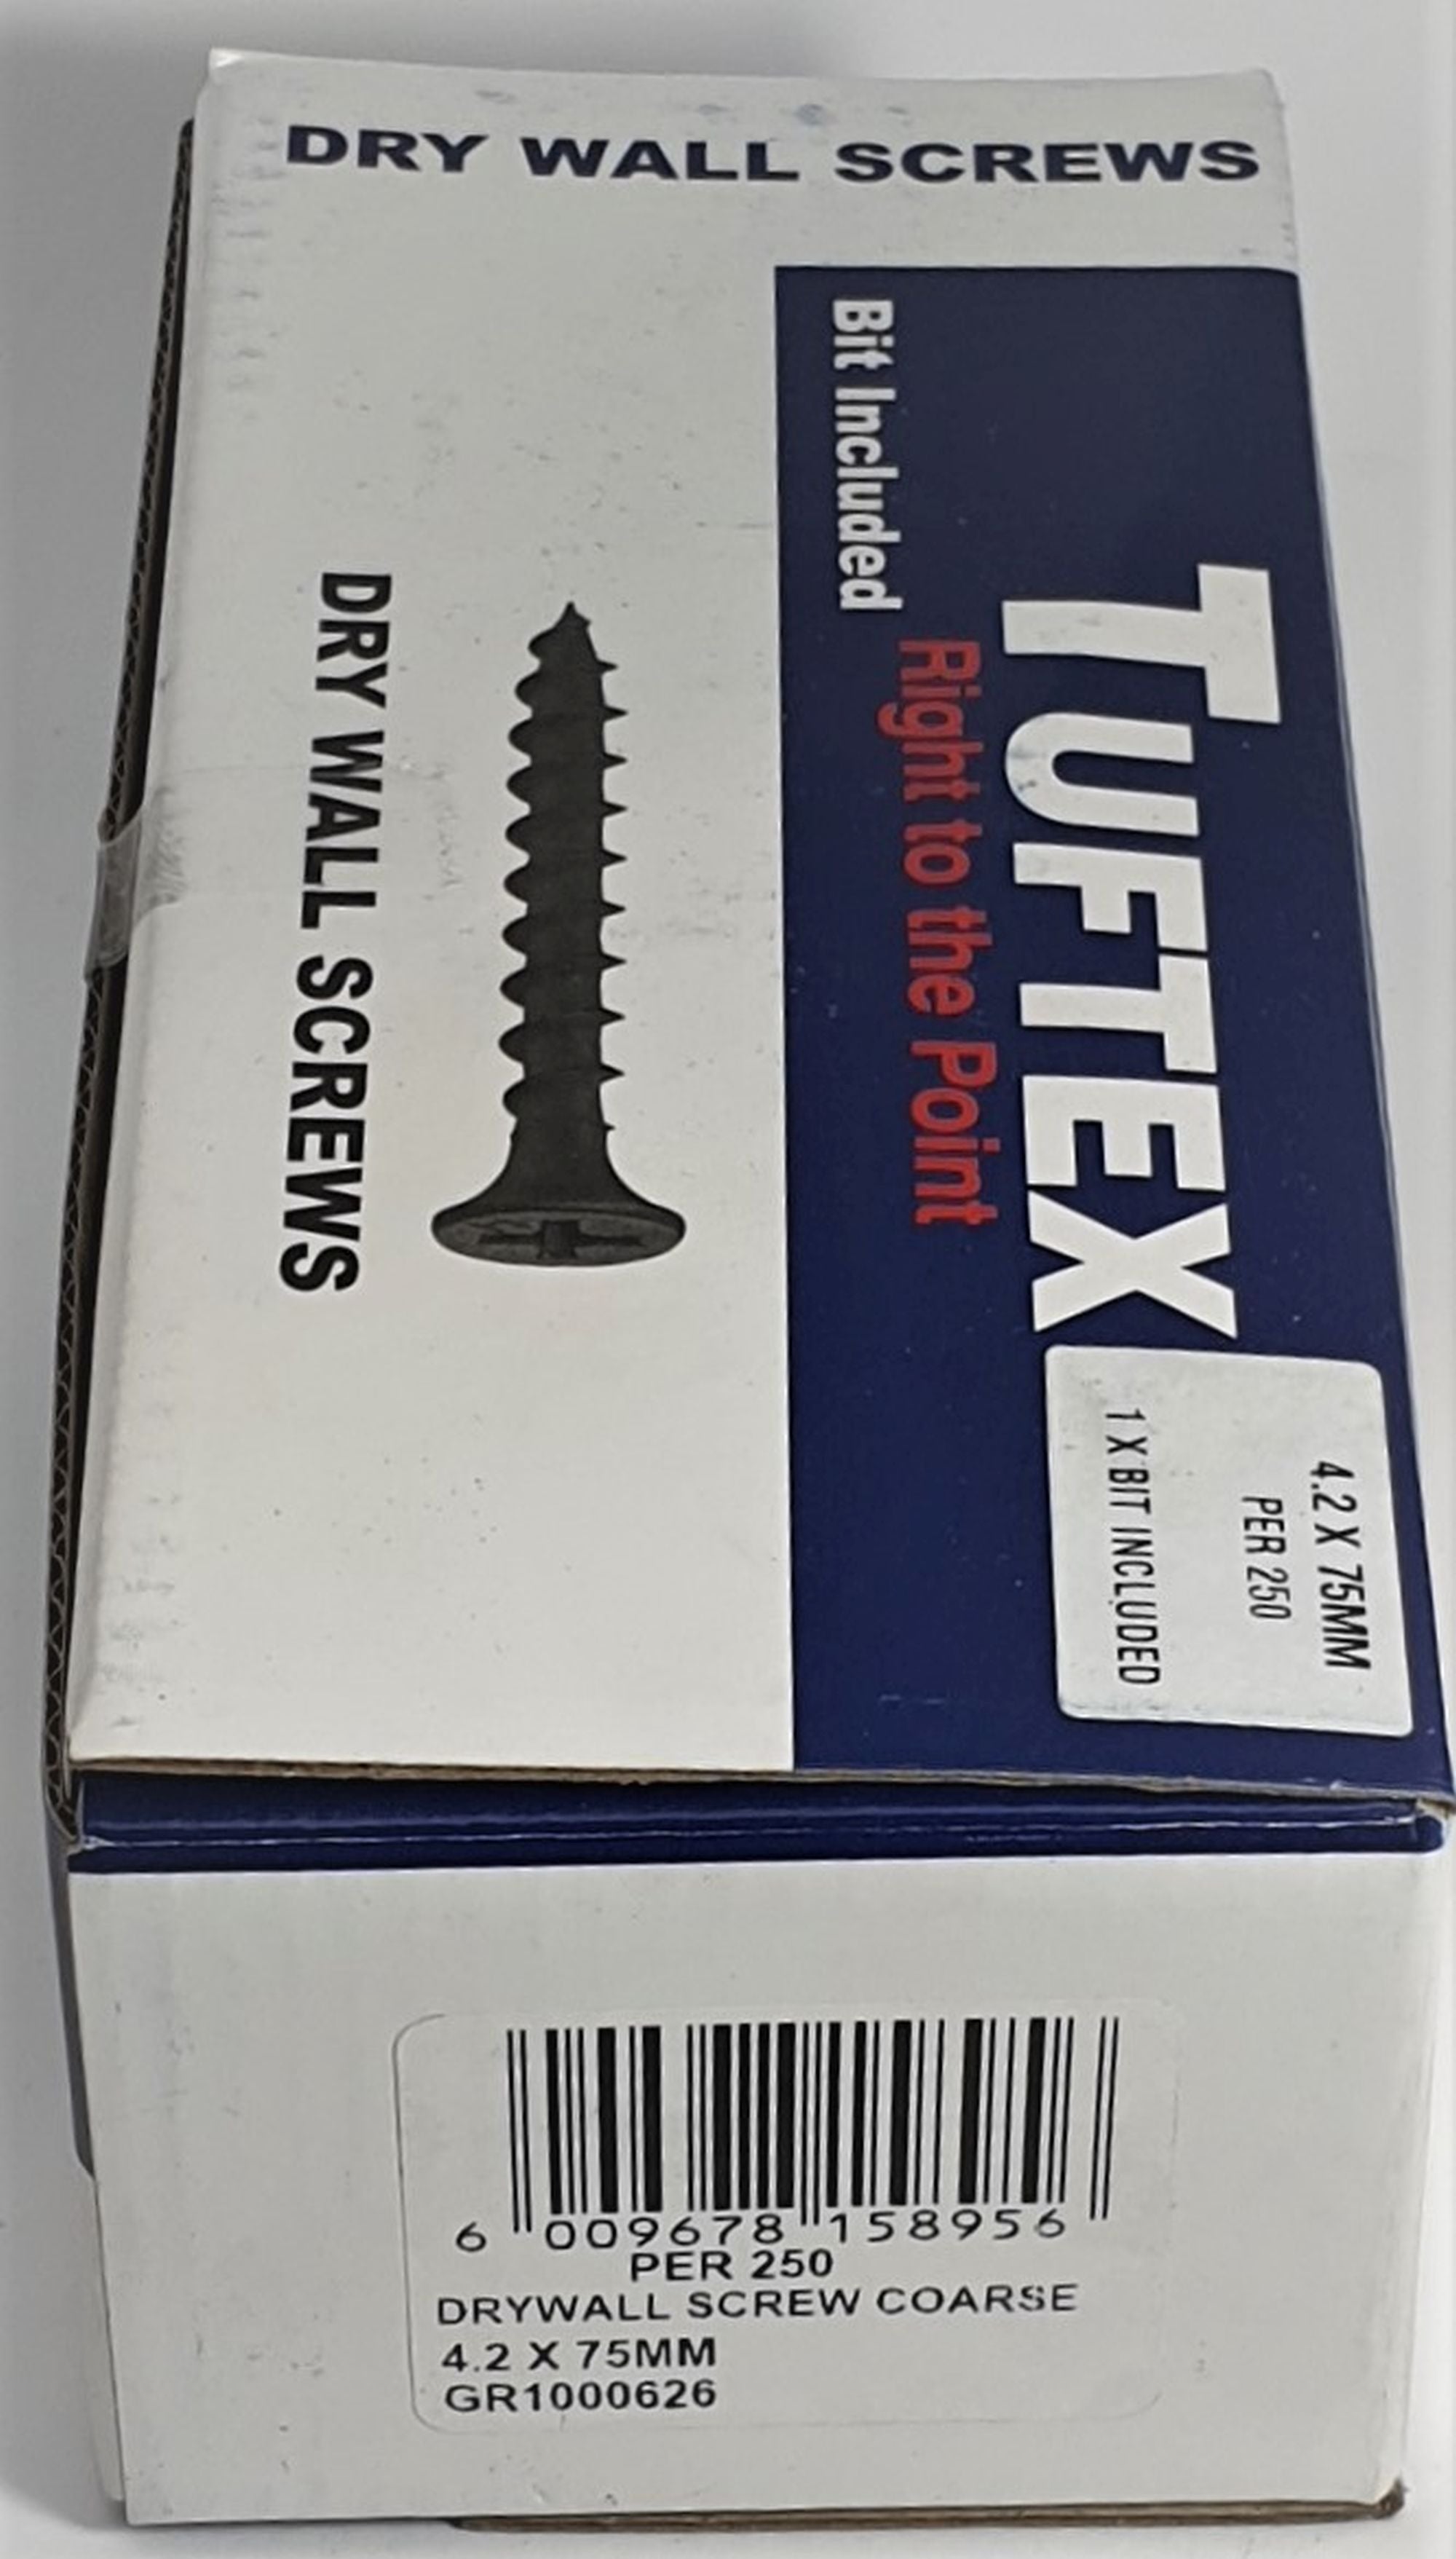 DRY WALL SCREWS
TUFTEX
Right to the Point
Bit Included
4.2 X 75MM
PER 250
1 X BIT INCLUDED
DRY WALL SCREWS
6 009678 158956
PER 250
DRYWALL SCREW COARSE
4.2 X 75MM
GR1000626